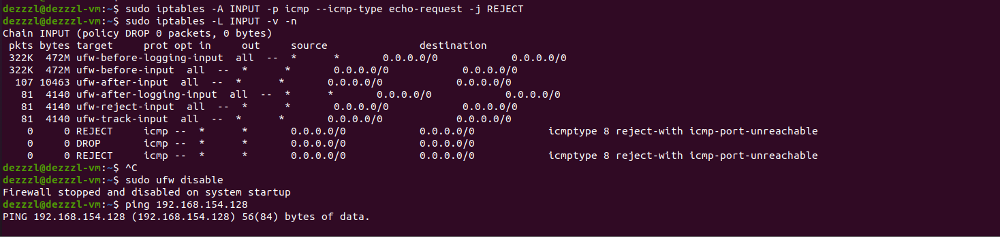 dezzzl@dezzzl-vm:~$ sudo iptables -A INPUT -p icmp --icmp-type echo-request -j REJECT
dezzzl@dezzzl-vm:~$ sudo iptables -L INPUT -v -n
Chain INPUT (policy DROP 0 packets, 0 bytes)
 pkts bytes target     prot opt in     out     source               destination
 322K  472M ufw-before-logging-input  all  --  *      *       0.0.0.0/0            0.0.0.0/0
 322K  472M ufw-before-input  all  --  *      *       0.0.0.0/0            0.0.0.0/0
  107 10463 ufw-after-input  all  --  *      *       0.0.0.0/0            0.0.0.0/0
   81  4140 ufw-after-logging-input  all  --  *      *       0.0.0.0/0            0.0.0.0/0
   81  4140 ufw-reject-input  all  --  *      *       0.0.0.0/0            0.0.0.0/0
   81  4140 ufw-track-input  all  --  *      *       0.0.0.0/0            0.0.0.0/0
    0     0 REJECT     icmp --  *      *       0.0.0.0/0            0.0.0.0/0            icmptype 8 reject-with icmp-port-unreachable
    0     0 DROP       icmp --  *      *       0.0.0.0/0            0.0.0.0/0
    0     0 REJECT     icmp --  *      *       0.0.0.0/0            0.0.0.0/0            icmptype 8 reject-with icmp-port-unreachable
dezzzl@dezzzl-vm:~$ ^C
dezzzl@dezzzl-vm:~$ sudo ufw disable
Firewall stopped and disabled on system startup
dezzzl@dezzzl-vm:~$ ping 192.168.154.128
PING 192.168.154.128 (192.168.154.128) 56(84) bytes of data.